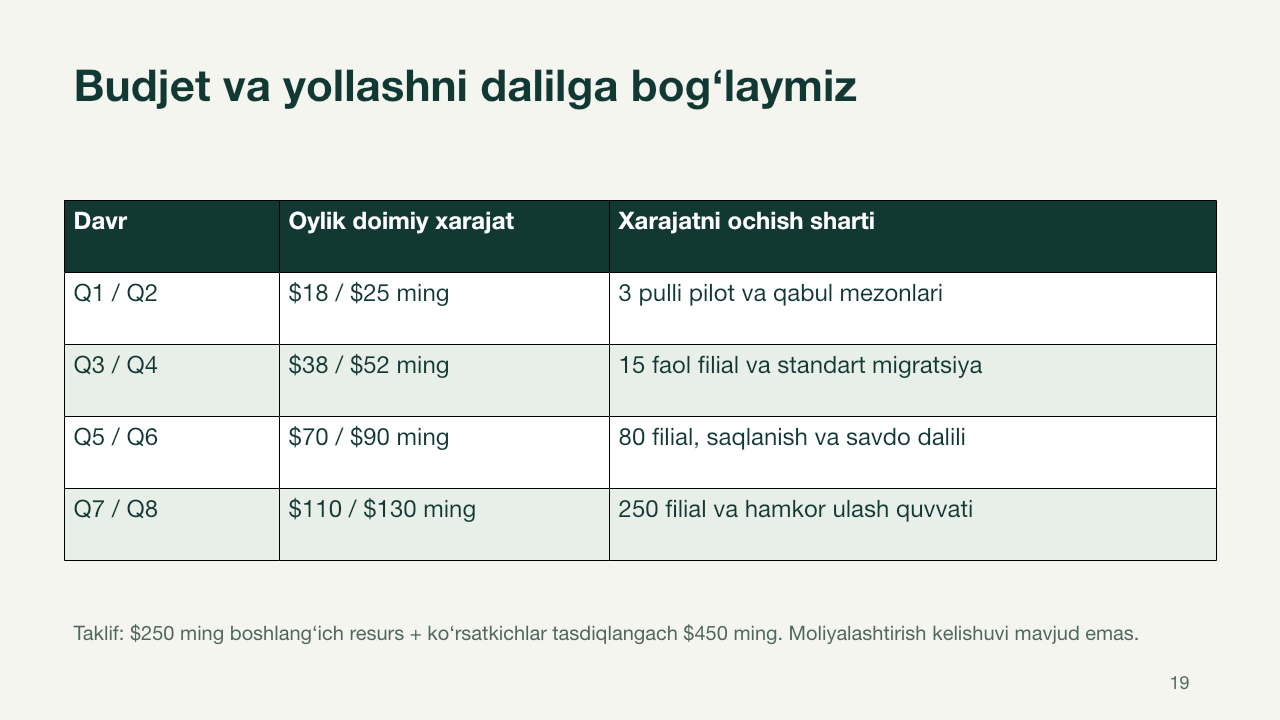 Budjet va yollashni dalilga bog‘laymiz
Davr
Oylik doimiy xarajat
Xarajatni ochish sharti
Q1 / Q2
$18 / $25 ming
3 pulli pilot va qabul mezonlari
Q3 / Q4
$38 / $52 ming
15 faol filial va standart migratsiya
Q5 / Q6
$70 / $90 ming
80 filial, saqlanish va savdo dalili
Q7 / Q8
$110 / $130 ming
250 filial va hamkor ulash quvvati
Taklif: $250 ming boshlang‘ich resurs + ko‘rsatkichlar tasdiqlangach $450 ming. Moliyalashtirish kelishuvi mavjud emas.
19